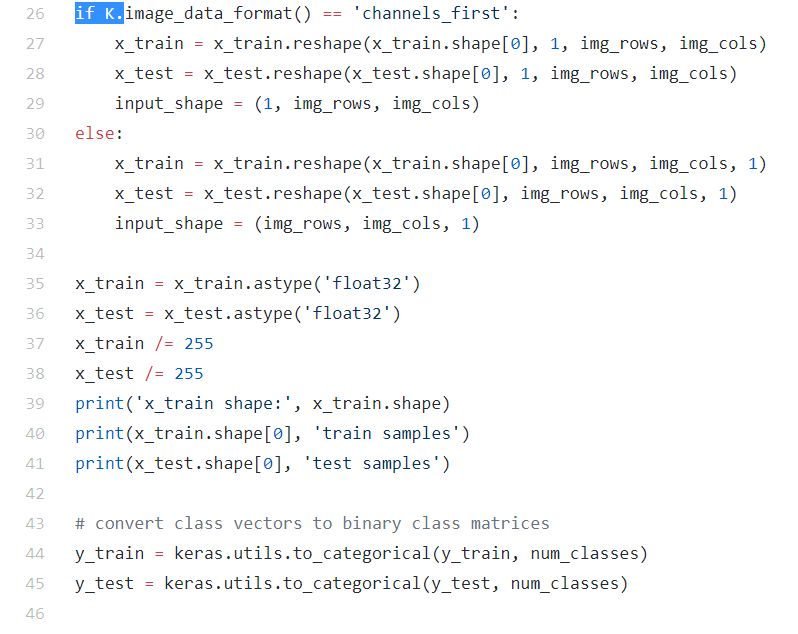 26 if K.image_data_format() == 'channels_first':
27     x_train = x_train.reshape(x_train.shape[0], 1, img_rows, img_cols)
28     x_test = x_test.reshape(x_test.shape[0], 1, img_rows, img_cols)
29     input_shape = (1, img_rows, img_cols)
30 else:
31     x_train = x_train.reshape(x_train.shape[0], img_rows, img_cols, 1)
32     x_test = x_test.reshape(x_test.shape[0], img_rows, img_cols, 1)
33     input_shape = (img_rows, img_cols, 1)
34
35 x_train = x_train.astype('float32')
36 x_test = x_test.astype('float32')
37 x_train /= 255
38 x_test /= 255
39 print('x_train shape:', x_train.shape)
40 print(x_train.shape[0], 'train samples')
41 print(x_test.shape[0], 'test samples')
42
43 # convert class vectors to binary class matrices
44 y_train = keras.utils.to_categorical(y_train, num_classes)
45 y_test = keras.utils.to_categorical(y_test, num_classes)
46